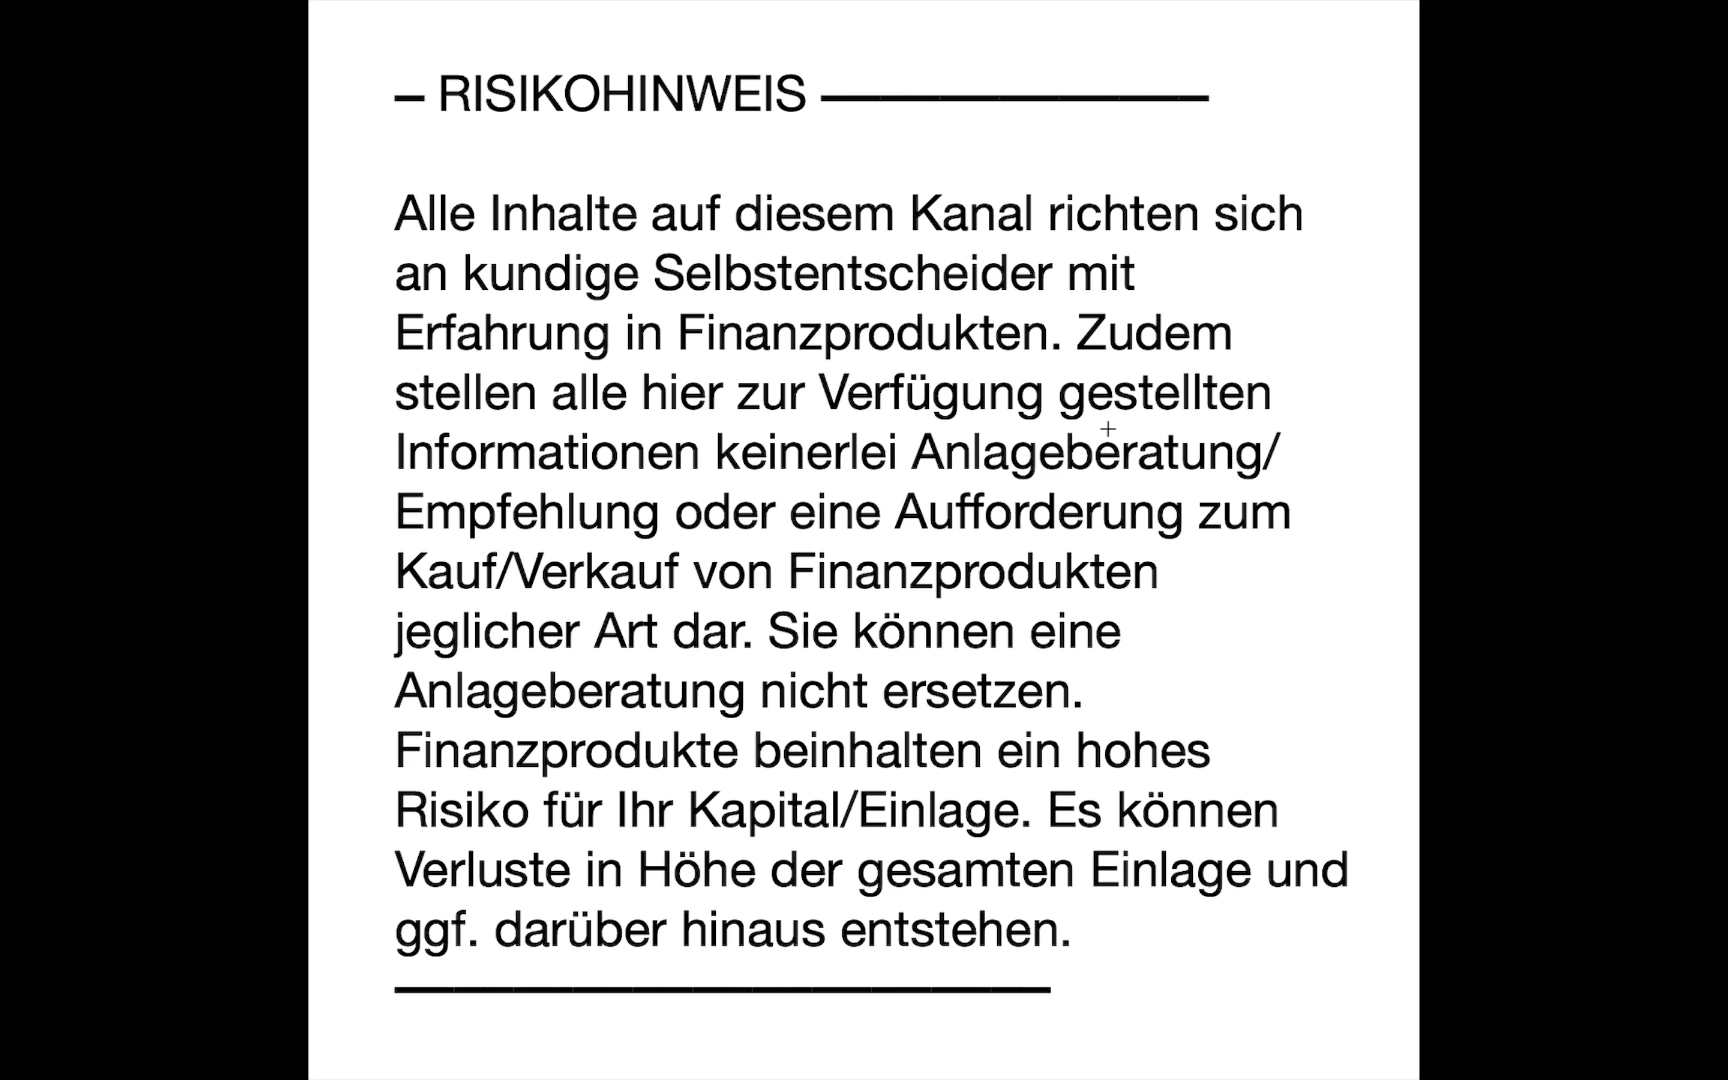 – RISIKOHINWEIS —————————————
Alle Inhalte auf diesem Kanal richten sich
an kundige Selbstentscheider mit
Erfahrung in Finanzprodukten. Zudem
stellen alle hier zur Verfügung gestellten
Informationen keinerlei Anlageberatung/
Empfehlung oder eine Aufforderung zum
Kauf/Verkauf von Finanzprodukten
jeglicher Art dar. Sie können eine
Anlageberatung nicht ersetzen.
Finanzprodukte beinhalten ein hohes
Risiko für Ihr Kapital/Einlage. Es können
Verluste in Höhe der gesamten Einlage und
ggf. darüber hinaus entstehen.